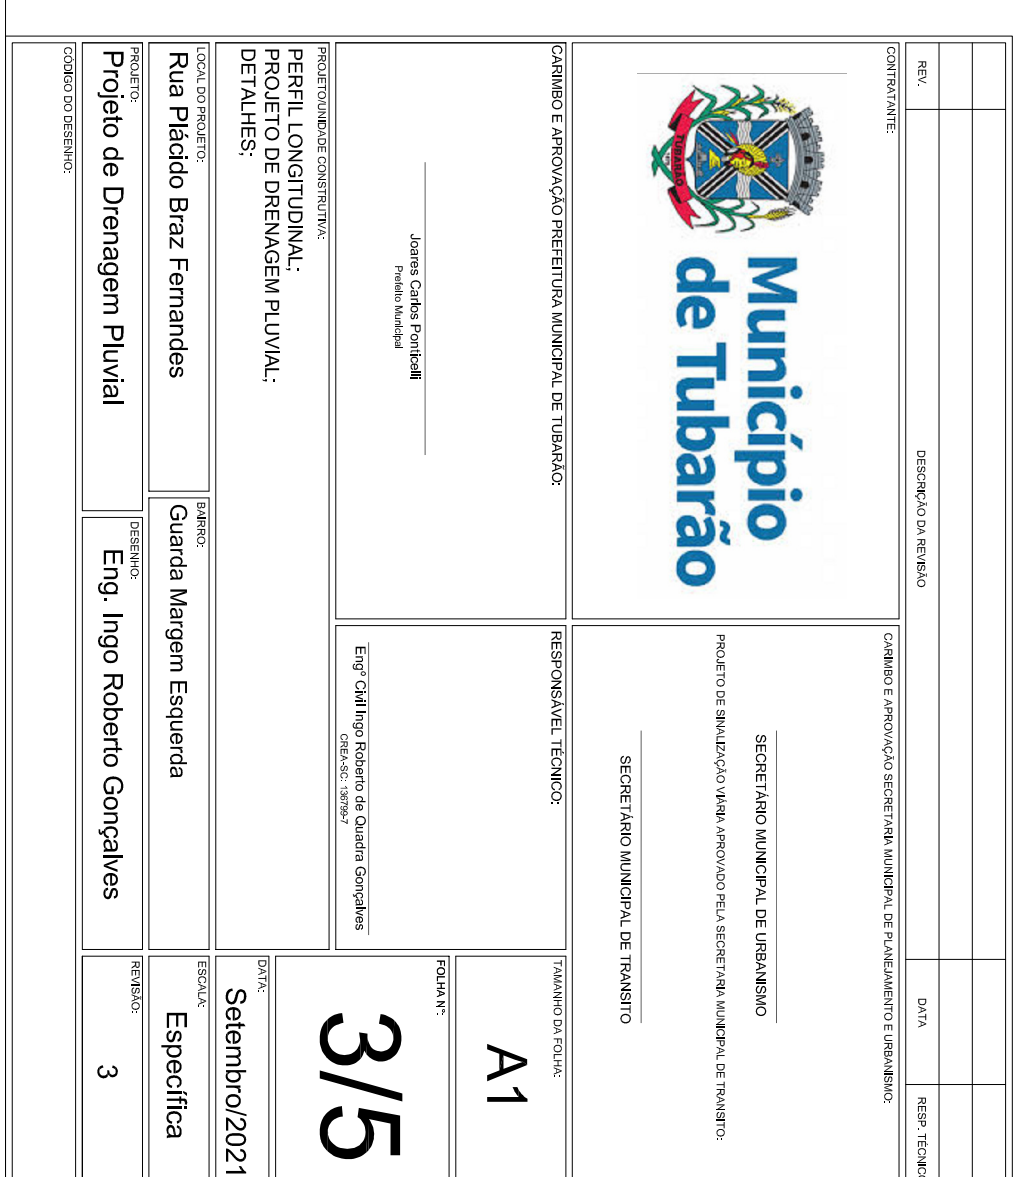 REV.
DESCRIÇÃO DA REVISÃO
DATA
RESP. TÉCNICO
CONTRATANTE:
TUBARÃO
Município
de Tubarão
CARIMBO E APROVAÇÃO SECRETARIA MUNICIPAL DE PLANEJAMENTO E URBANISMO:
SECRETÁRIO MUNICIPAL DE URBANISMO
PROJETO DE SINALIZAÇÃO VIÁRIA APROVADO PELA SECRETARIA MUNICIPAL DE TRANSITO:
SECRETÁRIO MUNICIPAL DE TRANSITO
CARIMBO E APROVAÇÃO PREFEITURA MUNICIPAL DE TUBARÃO:
Joares Carlos Ponticelli
Prefeito Municipal
RESPONSÁVEL TÉCNICO:
Engº Civil Ingo Roberto de Quadra Gonçalves
CREA-SC: 136799-7
TAMANHO DA FOLHA:
A1
FOLHA Nº:
3/5
PROJETO/UNIDADE CONSTRUTIVA:
PERFIL LONGITUDINAL;
PROJETO DE DRENAGEM PLUVIAL;
DETALHES;
DATA:
Setembro/2021
LOCAL DO PROJETO:
Rua Plácido Braz Fernandes
BAIRRO:
Guarda Margem Esquerda
ESCALA:
Específica
PROJETO:
Projeto de Drenagem Pluvial
DESENHO:
Eng. Ingo Roberto Gonçalves
REVISÃO:
3
CÓDIGO DO DESENHO: